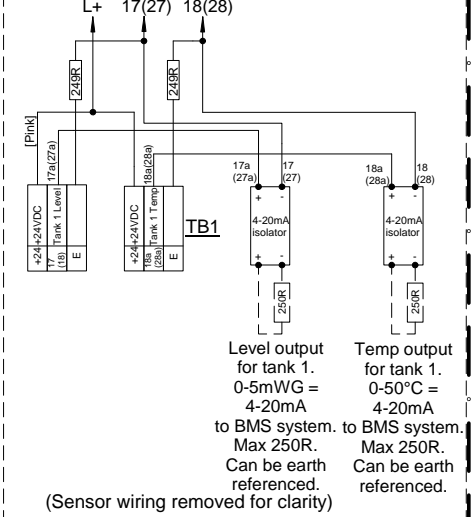 L+ 17(27) 18(28)
249R
249R
[Pink]
17a(27a)
18a(28a)
17a
(27a)
17
(27)
18a
(28a)
18
(28)
+24+24VDC
Tank 1 Level
17
(18)
E
+24+24VDC
Tank 1 Temp
18a
(28a)
E
TB1
+ -
4-20mA
isolator
+ -
+ -
4-20mA
isolator
+ -
250R
250R
Level output
for tank 1.
0-5mWG =
4-20mA
to BMS system.
Max 250R.
Can be earth
referenced.
Temp output
for tank 1.
0-50°C =
4-20mA
to BMS system.
Max 250R.
Can be earth
referenced.
(Sensor wiring removed for clarity)